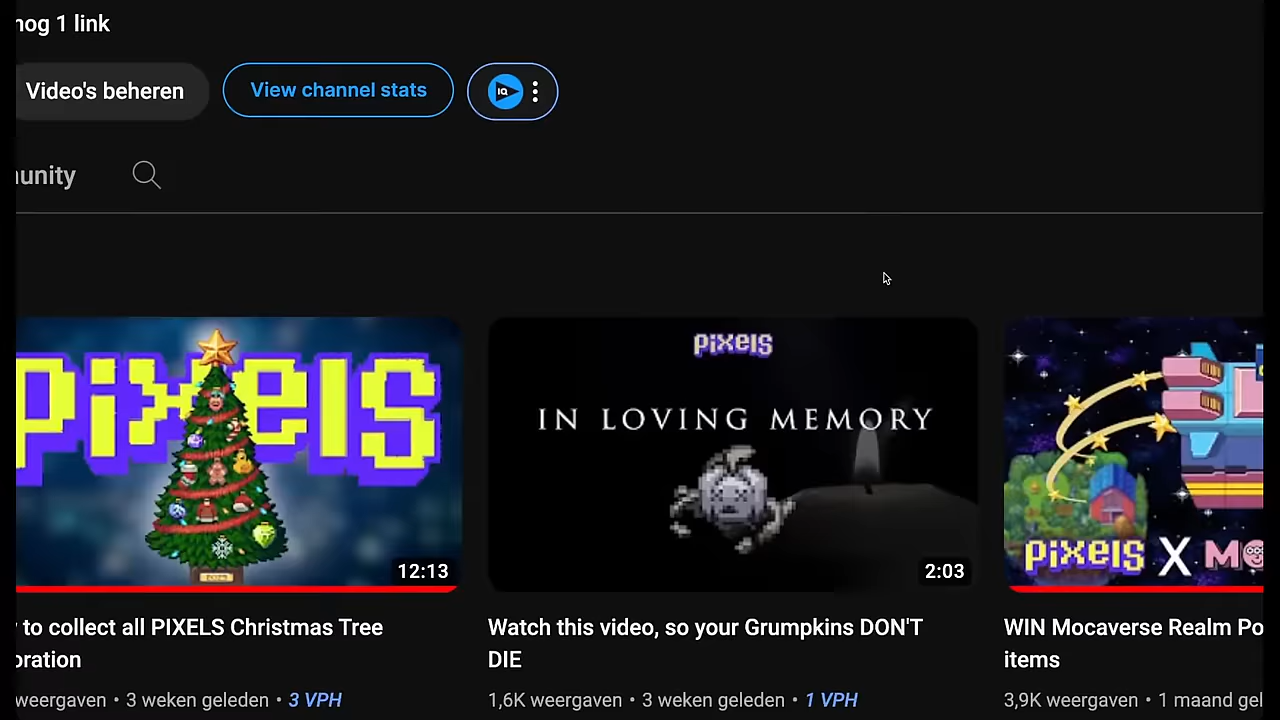 nog 1 link
Video's beheren
View channel stats
IQ
unity
pixels
12:13
pixels
IN LOVING MEMORY
2:03
pixels X MO
to collect all PIXELS Christmas Tree
oration
weergaven • 3 weken geleden • 3 VPH
Watch this video, so your Grumpkins DON'T
DIE
1,6K weergaven • 3 weken geleden • 1 VPH
WIN Mocaverse Realm Po
items
3,9K weergaven • 1 maand gel